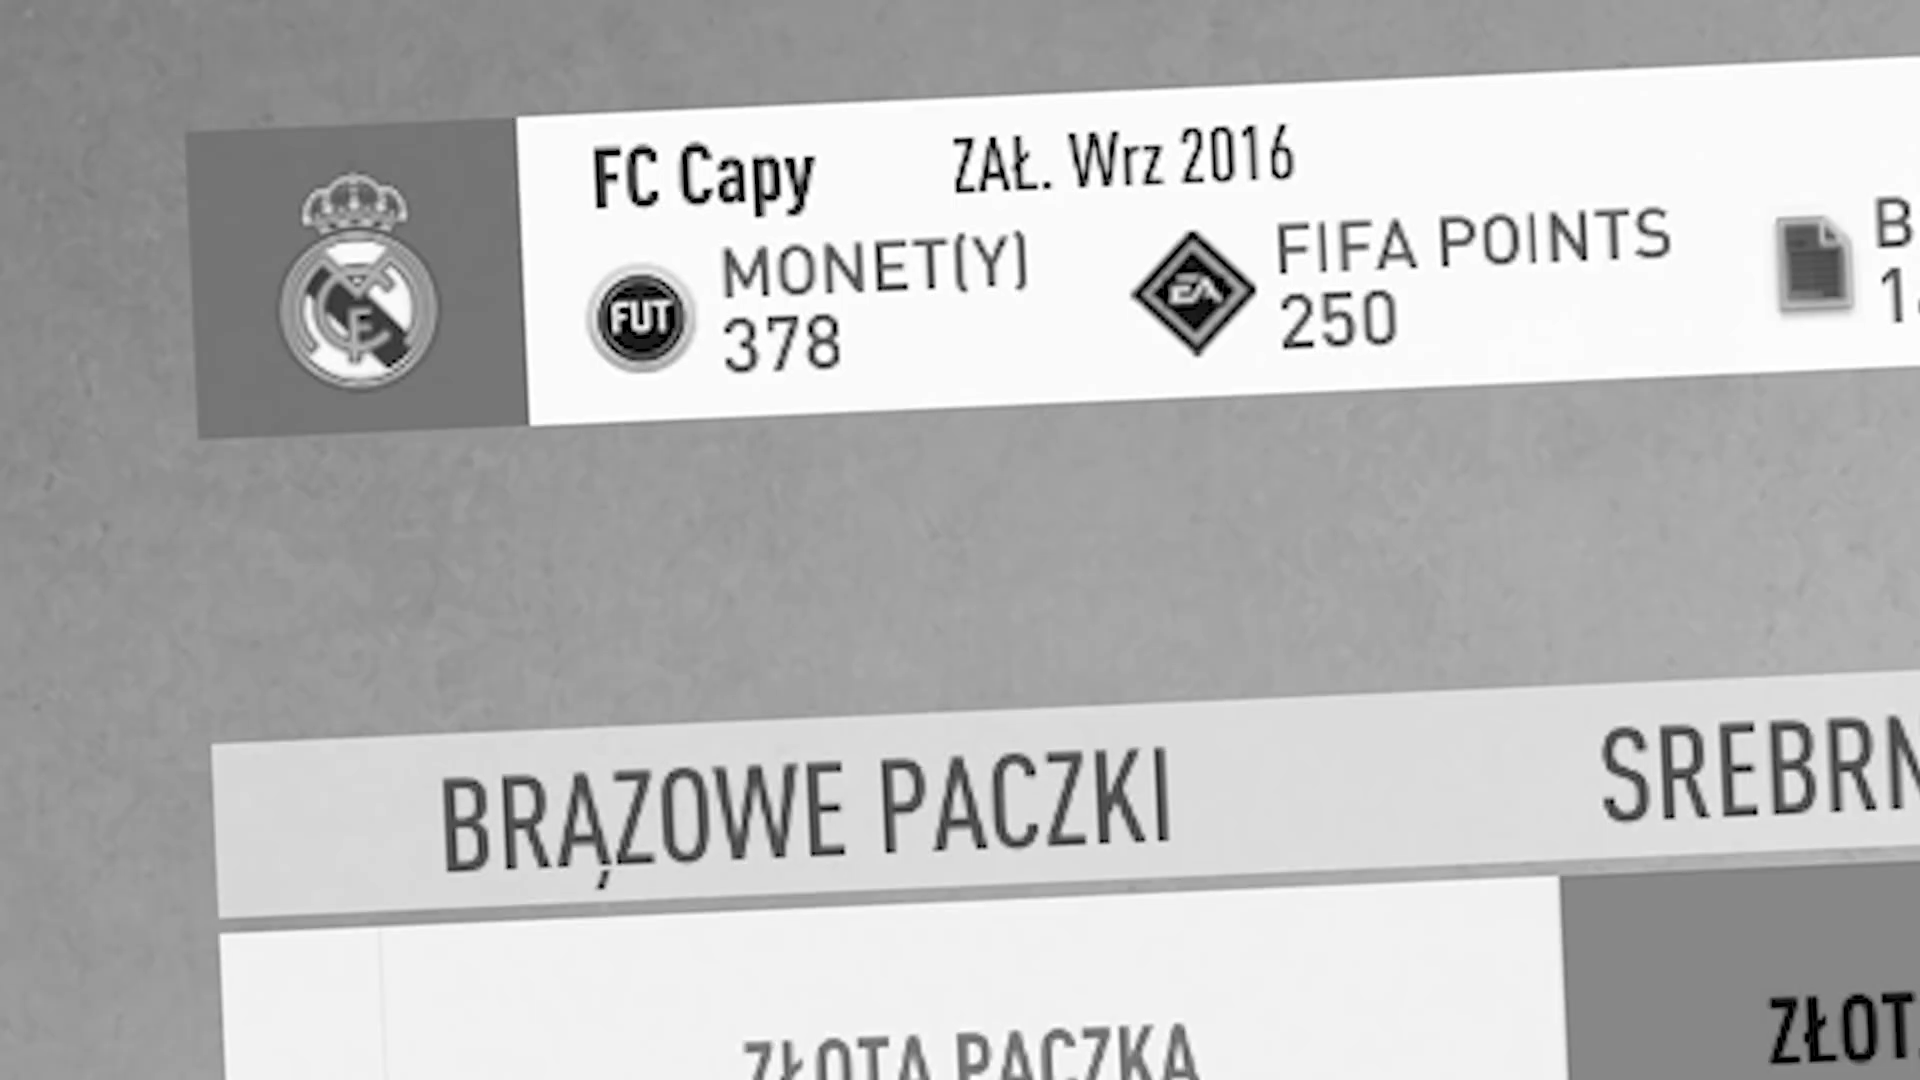 FC Capy ZAŁ. Wrz 2016
MONET(Y) FIFA POINTS
378 250
FUT
EA
BRĄZOWE PACZKI
ZŁOTA PACZKA